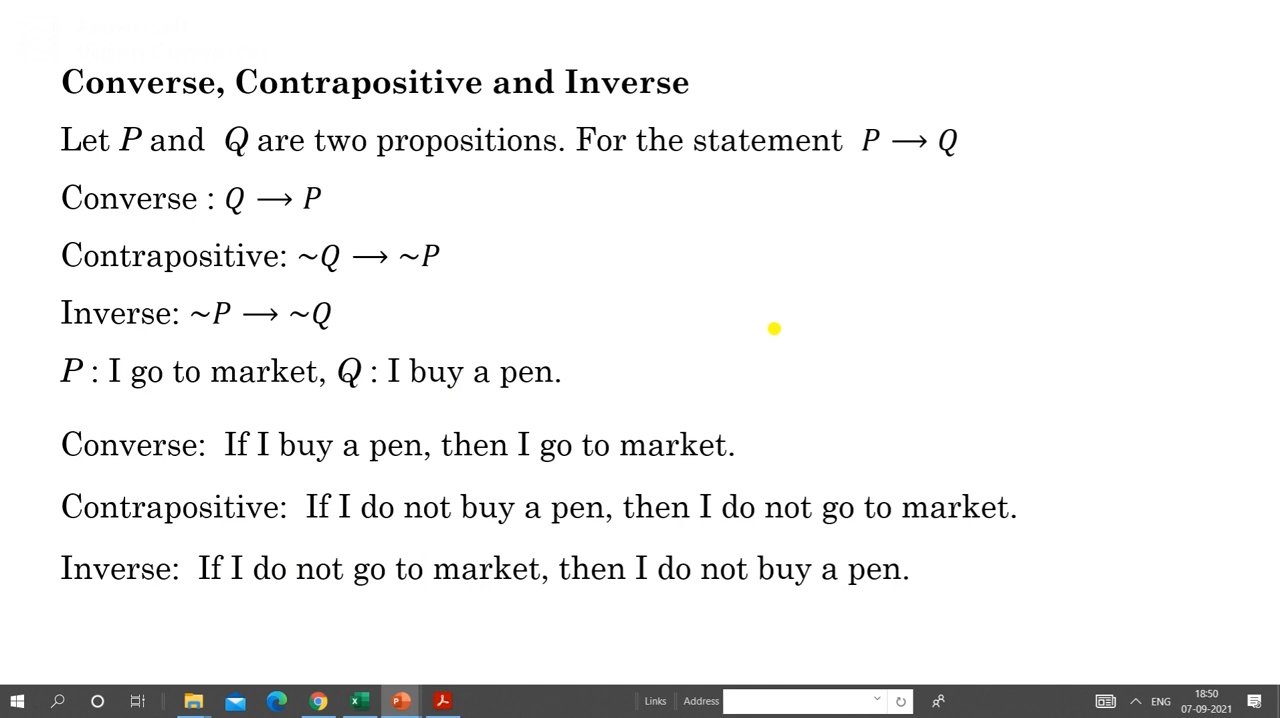 Converse, Contrapositive and Inverse
Let P and Q are two propositions. For the statement P ⟶ Q
Converse : Q ⟶ P
Contrapositive: ~Q ⟶ ~P
Inverse: ~P ⟶ ~Q
P : I go to market, Q : I buy a pen.
Converse: If I buy a pen, then I go to market.
Contrapositive: If I do not buy a pen, then I do not go to market.
Inverse: If I do not go to market, then I do not buy a pen.
Links Address ENG 18:50
07-09-2021